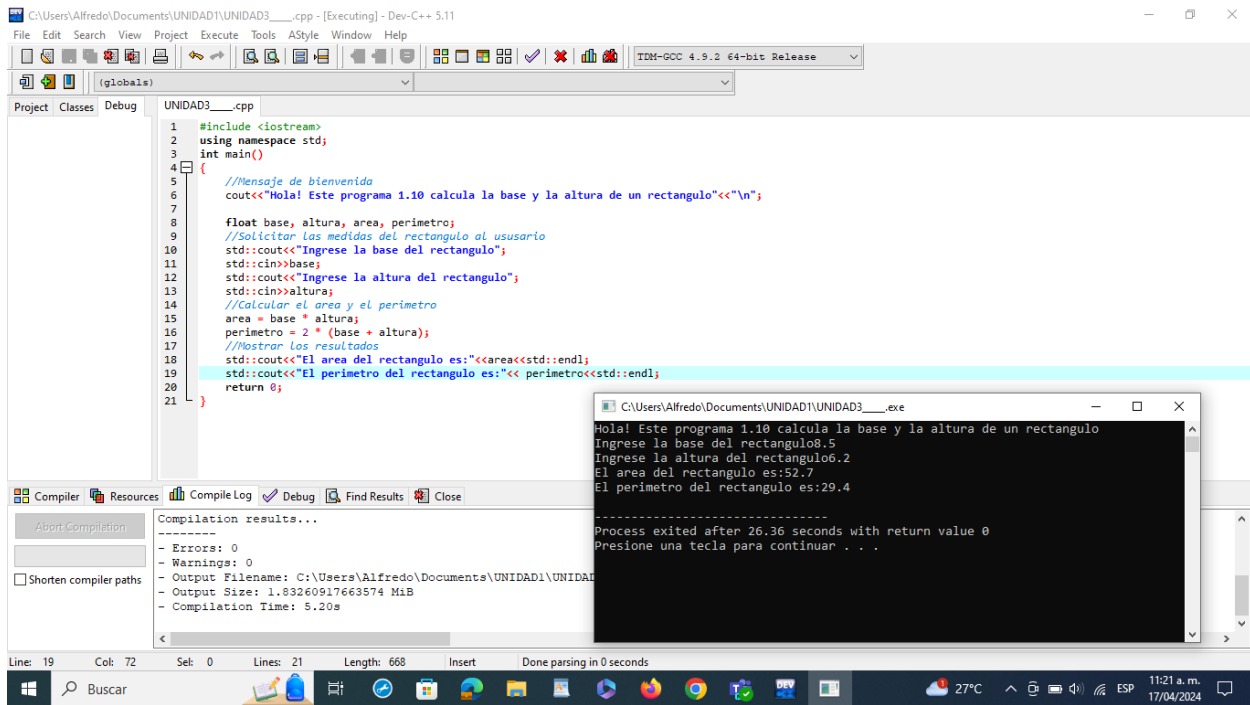 C:\Users\Alfredo\Documents\UNIDAD1\UNIDAD3____.cpp - [Executing] - Dev-C++ 5.11
File Edit Search View Project Execute Tools AStyle Window Help
TDM-GCC 4.9.2 64-bit Release
(globals)
Project Classes Debug UNIDAD3____.cpp
1 #include <iostream>
2 using namespace std;
3 int main()
4 {
5 //Mensaje de bienvenida
6 cout<<"Hola! Este programa 1.10 calcula la base y la altura de un rectangulo"<<"\n";
7
8 float base, altura, area, perimetro;
9 //Solicitar las medidas del rectangulo al ususario
10 std::cout<<"Ingrese la base del rectangulo";
11 std::cin>>base;
12 std::cout<<"Ingrese la altura del rectangulo";
13 std::cin>>altura;
14 //Calcular el area y el perimetro
15 area = base * altura;
16 perimetro = 2 * (base + altura);
17 //Mostrar los resultados
18 std::cout<<"El area del rectangulo es:"<<area<<std::endl;
19 std::cout<<"El perimetro del rectangulo es:"<< perimetro<<std::endl;
20 return 0;
21 }
C:\Users\Alfredo\Documents\UNIDAD1\UNIDAD3____.exe
Hola! Este programa 1.10 calcula la base y la altura de un rectangulo
Ingrese la base del rectangulo8.5
Ingrese la altura del rectangulo6.2
El area del rectangulo es:52.7
El perimetro del rectangulo es:29.4
--------------------------------
Process exited after 26.36 seconds with return value 0
Presione una tecla para continuar . . .
Compiler Resources Compile Log Debug Find Results Close
Abort Compilation
Shorten compiler paths
Compilation results...
--------
- Errors: 0
- Warnings: 0
- Output Filename: C:\Users\Alfredo\Documents\UNIDAD1\UNIDAD
- Output Size: 1.83260917663574 MiB
- Compilation Time: 5.20s
Line: 19 Col: 72 Sel: 0 Lines: 21 Length: 668 Insert Done parsing in 0 seconds
Buscar
DEV
27°C
ESP
11:21 a. m.
17/04/2024